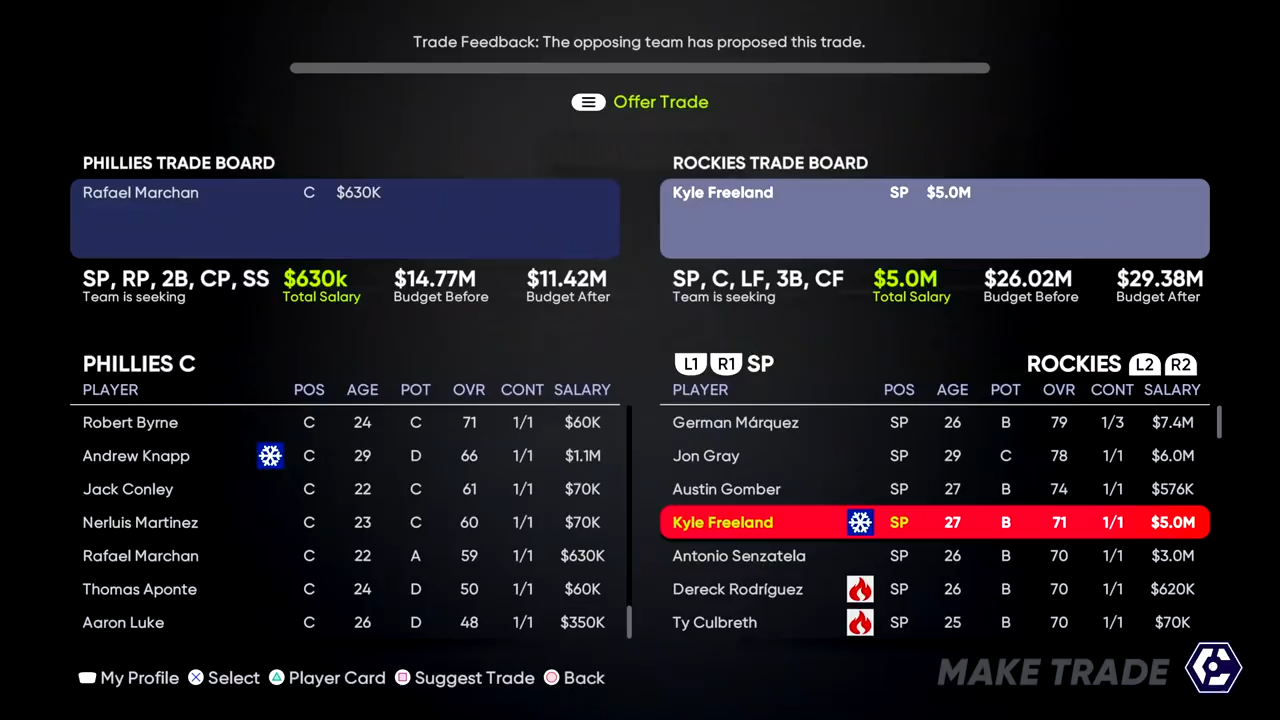 Trade Feedback: The opposing team has proposed this trade.
Offer Trade
PHILLIES TRADE BOARD
Rafael Marchan C $630K
SP, RP, 2B, CP, SS $630k $14.77M $11.42M
Team is seeking Total Salary Budget Before Budget After
ROCKIES TRADE BOARD
Kyle Freeland SP $5.0M
SP, C, LF, 3B, CF $5.0M $26.02M $29.38M
Team is seeking Total Salary Budget Before Budget After
PHILLIES C
PLAYER POS AGE POT OVR CONT SALARY
Robert Byrne C 24 C 71 1/1 $60K
Andrew Knapp C 29 D 66 1/1 $1.1M
Jack Conley C 22 C 61 1/1 $70K
Nerluis Martinez C 23 C 60 1/1 $70K
Rafael Marchan C 22 A 59 1/1 $630K
Thomas Aponte C 24 D 50 1/1 $60K
Aaron Luke C 26 D 48 1/1 $350K
L1 R1 SP ROCKIES L2 R2
PLAYER POS AGE POT OVR CONT SALARY
German Márquez SP 26 B 79 1/3 $7.4M
Jon Gray SP 29 C 78 1/1 $6.0M
Austin Gomber SP 27 B 74 1/1 $576K
Kyle Freeland SP 27 B 71 1/1 $5.0M
Antonio Senzatela SP 26 B 70 1/1 $3.0M
Dereck Rodríguez SP 26 B 70 1/1 $620K
Ty Culbreth SP 25 B 70 1/1 $70K
My Profile Select Player Card Suggest Trade Back
MAKE TRADE